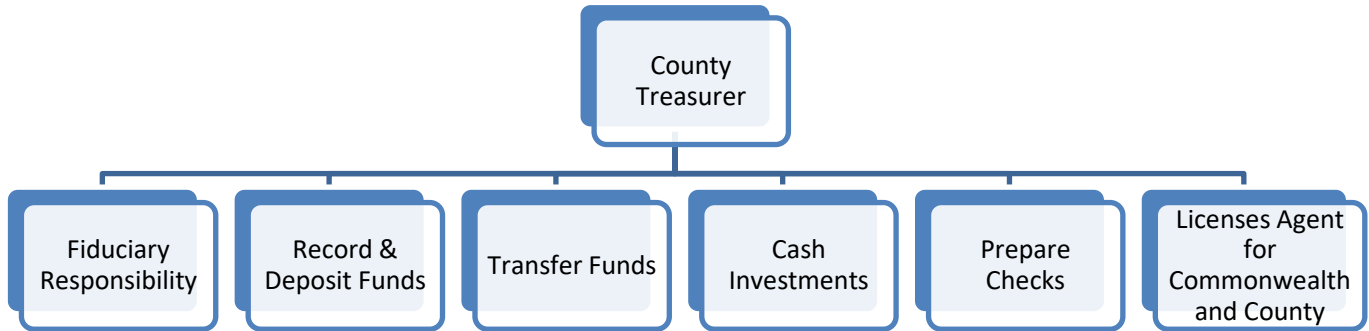 County
Treasurer
Fiduciary
Responsibility
Record &
Deposit Funds
Transfer Funds
Cash
Investments
Prepare
Checks
Licenses Agent
for
Commonwealth
and County